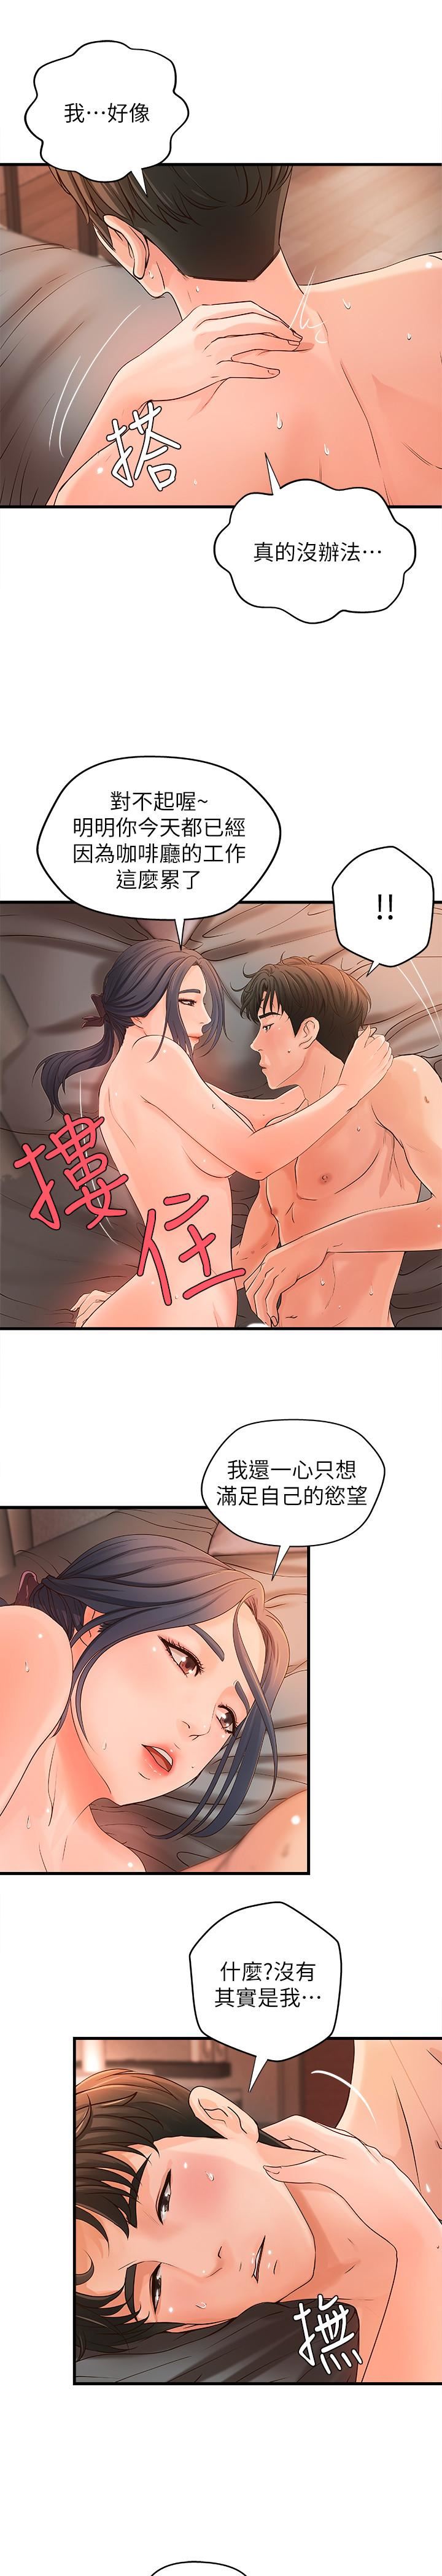 我⋯好像
搭
真的沒辦法⋯
對不起喔~
明明你今天都已經
因為咖啡廳的工作
這麼累了
!!
摟住
我還一心只想
滿足自己的慾望
什麼?沒有
其實是我⋯
撫